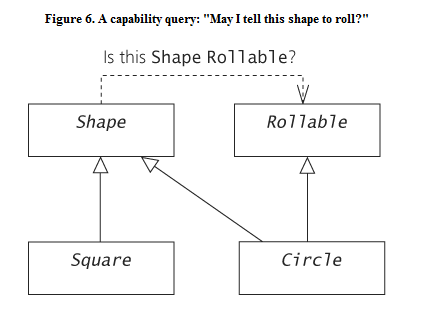 Figure 6. A capability query: "May I tell this shape to roll?"
Is this Shape Rollable?
Shape
Rollable
Square
Circle